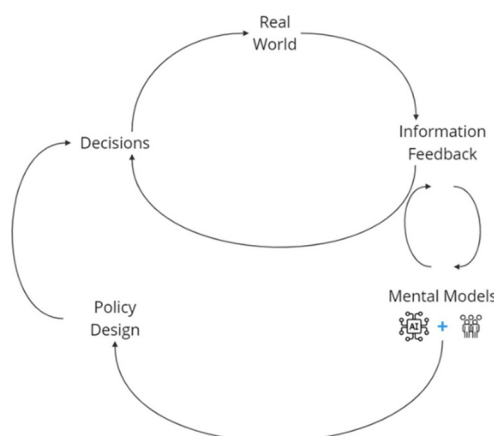 Real
World
Information
Feedback
Decisions
Mental Models
AI
+
Policy
Design